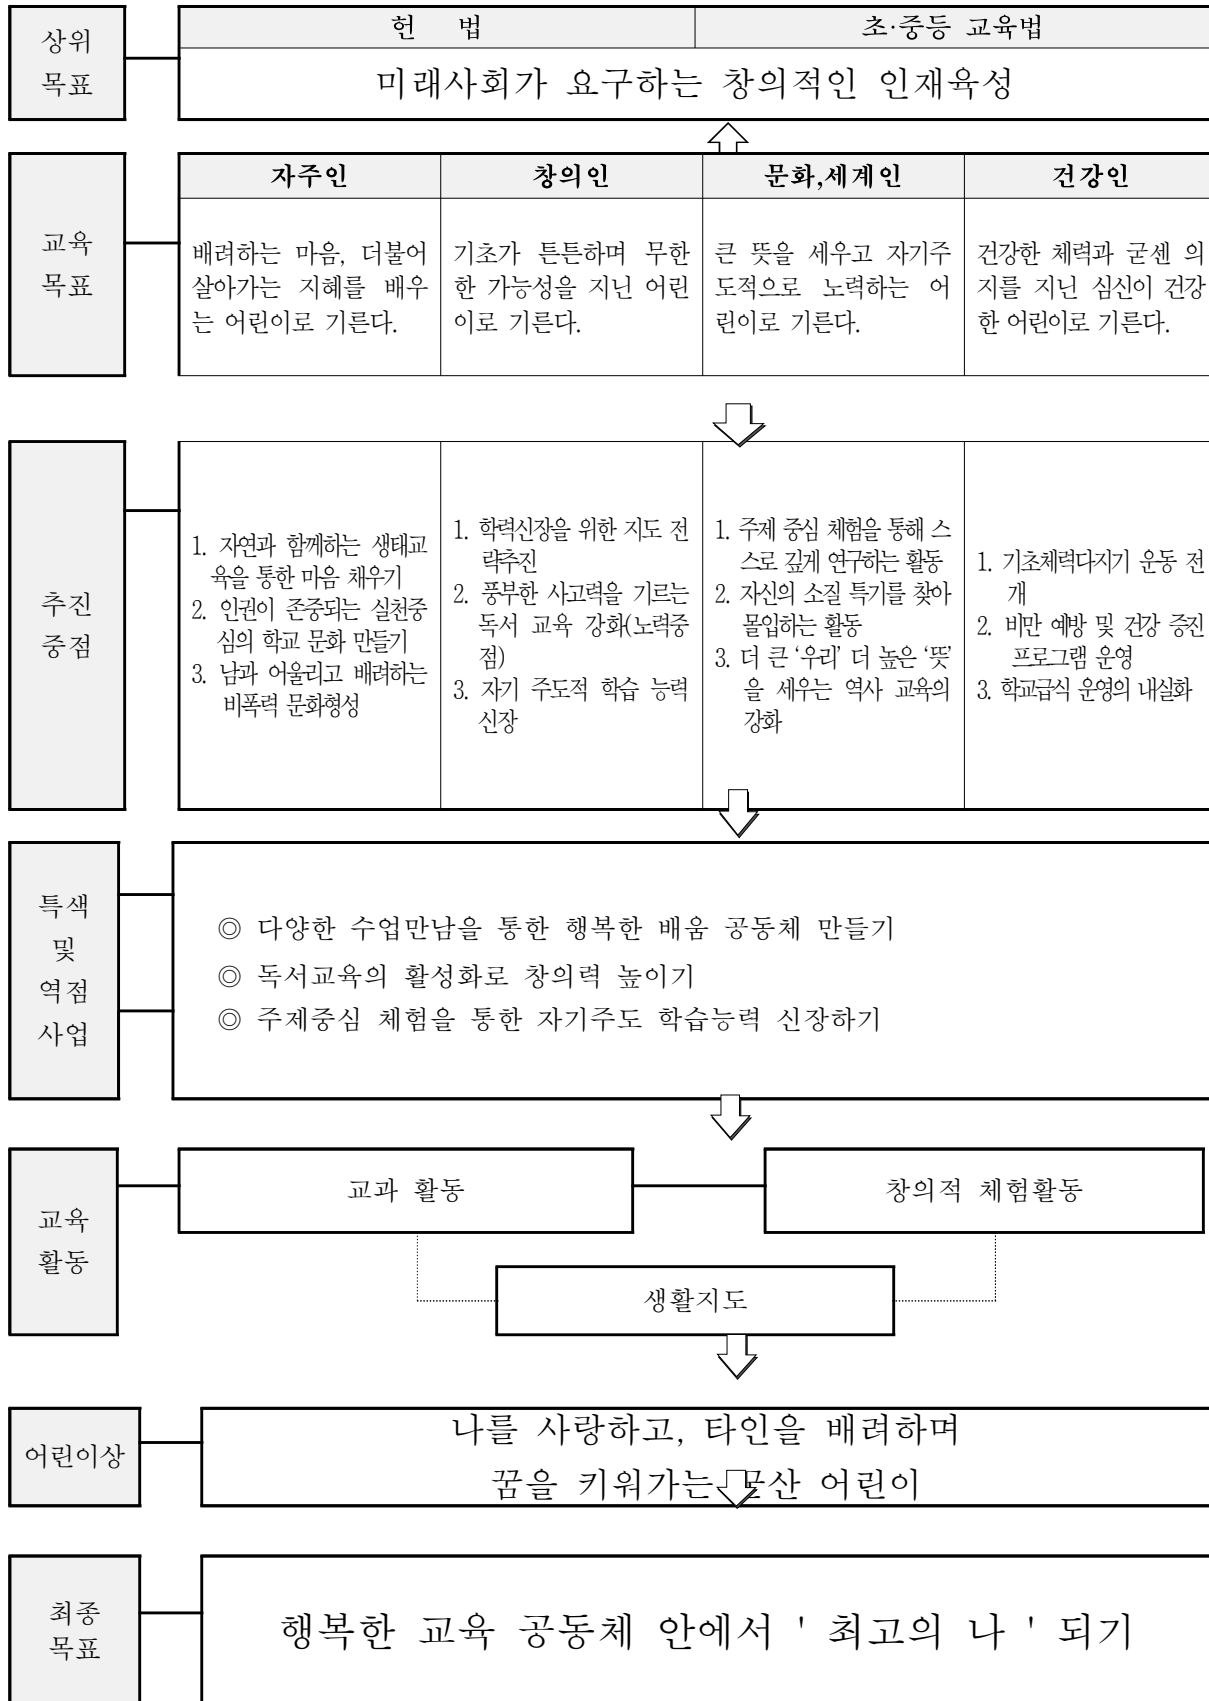 상위
목표
헌 법
초·중등 교육법
미래사회가 요구하는 창의적인 인재육성
교육
목표
자주인
창의인
문화,세계인
건강인
배려하는 마음, 더불어
살아가는 지혜를 배우
는 어린이로 기른다.
기초가 튼튼하며 무한
한 가능성을 지닌 어린
이로 기른다.
큰 뜻을 세우고 자기주
도적으로 노력하는 어
린이로 기른다.
건강한 체력과 굳센 의
지를 지닌 심신이 건강
한 어린이로 기른다.
추진
중점
1. 자연과 함께하는 생태교
육을 통한 마음 채우기
2. 인권이 존중되는 실천중
심의 학교 문화 만들기
3. 남과 어울리고 배려하는
비폭력 문화형성
1. 학력신장을 위한 지도 전
략추진
2. 풍부한 사고력을 기르는
독서 교육 강화(노력중
점)
3. 자기 주도적 학습 능력
신장
1. 주제 중심 체험을 통해 스
스로 깊게 연구하는 활동
2. 자신의 소질 특기를 찾아
몰입하는 활동
3. 더 큰 ‘우리’ 더 높은 ‘뜻’
을 세우는 역사 교육의
강화
1. 기초체력다지기 운동 전
개
2. 비만 예방 및 건강 증진
프로그램 운영
3. 학교급식 운영의 내실화
특색
및
역점
사업
◎ 다양한 수업만남을 통한 행복한 배움 공동체 만들기
◎ 독서교육의 활성화로 창의력 높이기
◎ 주제중심 체험을 통한 자기주도 학습능력 신장하기
교육
활동
교과 활동
창의적 체험활동
생활지도
어린이상
나를 사랑하고, 타인을 배려하며
꿈을 키워가는 어린이
최종
목표
행복한 교육 공동체 안에서 ' 최고의 나 ' 되기